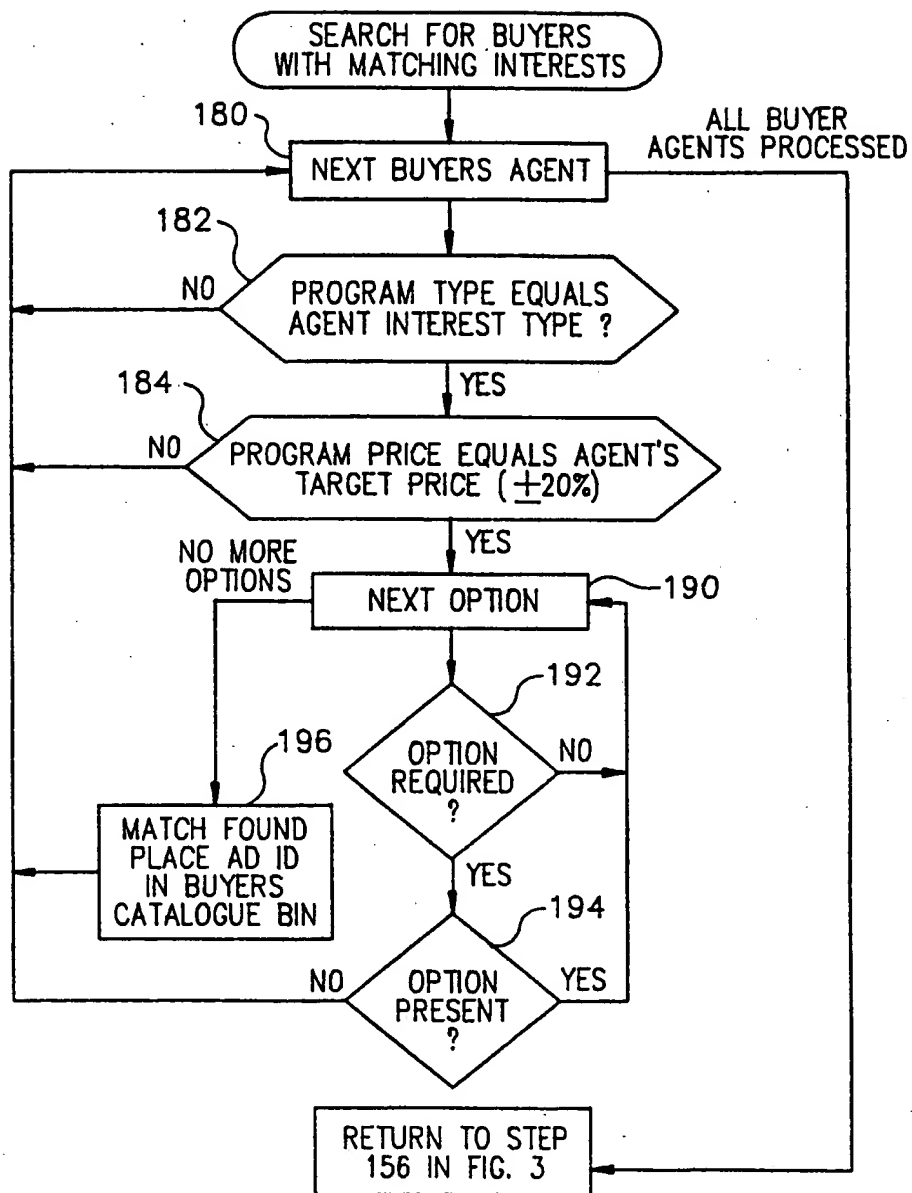 SEARCH FOR BUYERS
WITH MATCHING INTERESTS
180
ALL BUYER
AGENTS PROCESSED
NEXT BUYERS AGENT
182
NO
PROGRAM TYPE EQUALS
AGENT INTEREST TYPE ?
YES
184
NO
PROGRAM PRICE EQUALS AGENT'S
TARGET PRICE (±20%)
YES
NO MORE
OPTIONS
NEXT OPTION
190
192
OPTION
REQUIRED
?
NO
196
MATCH FOUND
PLACE AD ID
IN BUYERS
CATALOGUE BIN
YES
194
NO
OPTION
PRESENT
?
YES
RETURN TO STEP
156 IN FIG. 3